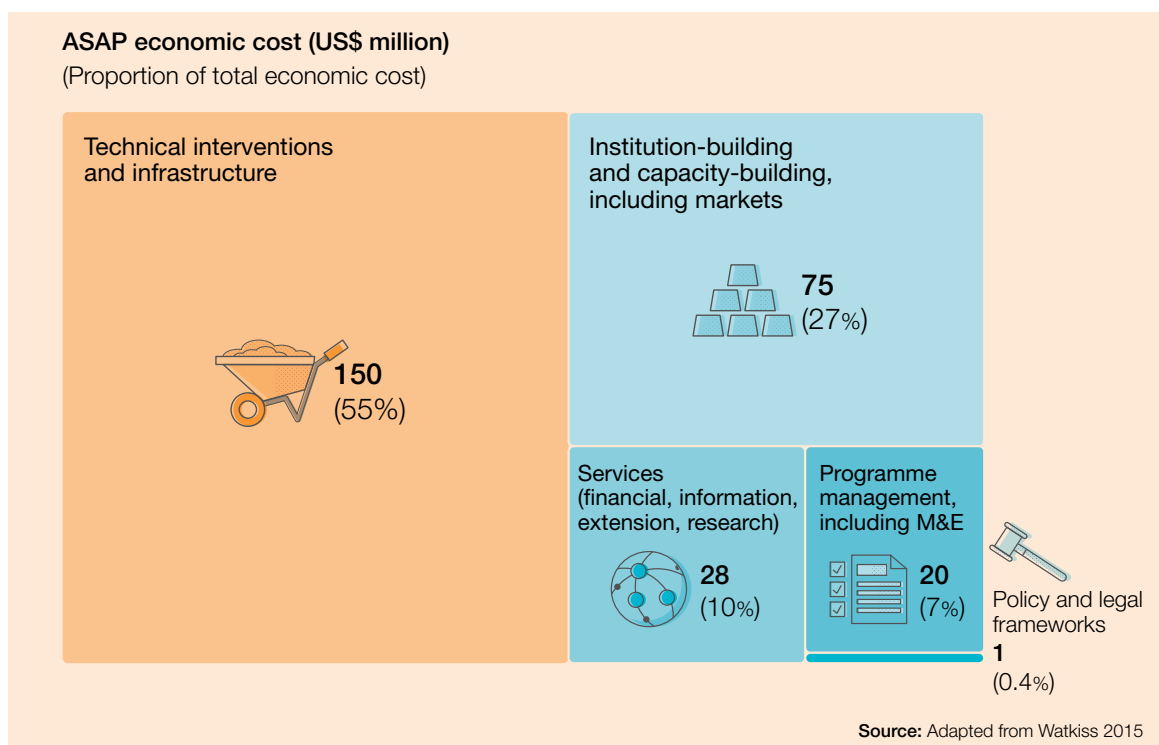 ASAP economic cost (US$ million)
(Proportion of total economic cost)
Technical interventions
and infrastructure
150
(55%)
Institution-building
and capacity-building,
including markets
75
(27%)
Services
(financial, information,
extension, research)
28
(10%)
Programme
management,
including M&E
20
(7%)
Policy and legal
frameworks
1
(0.4%)
Source: Adapted from Watkiss 2015